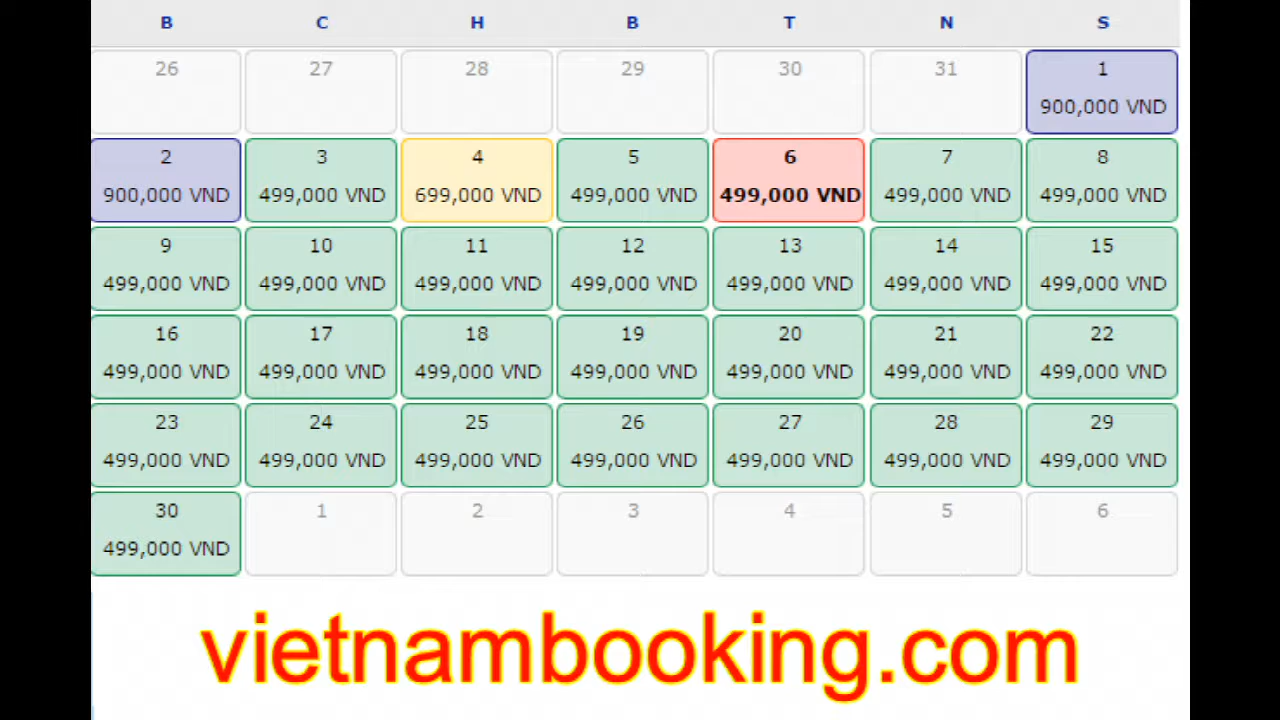 B C H B T N S
26 27 28 29 30 31 1
900,000 VND
2 3 4 5 6 7 8
900,000 VND 499,000 VND 699,000 VND 499,000 VND 499,000 VND 499,000 VND 499,000 VND
9 10 11 12 13 14 15
499,000 VND 499,000 VND 499,000 VND 499,000 VND 499,000 VND 499,000 VND 499,000 VND
16 17 18 19 20 21 22
499,000 VND 499,000 VND 499,000 VND 499,000 VND 499,000 VND 499,000 VND 499,000 VND
23 24 25 26 27 28 29
499,000 VND 499,000 VND 499,000 VND 499,000 VND 499,000 VND 499,000 VND 499,000 VND
30 1 2 3 4 5 6
499,000 VND
vietnambooking.com